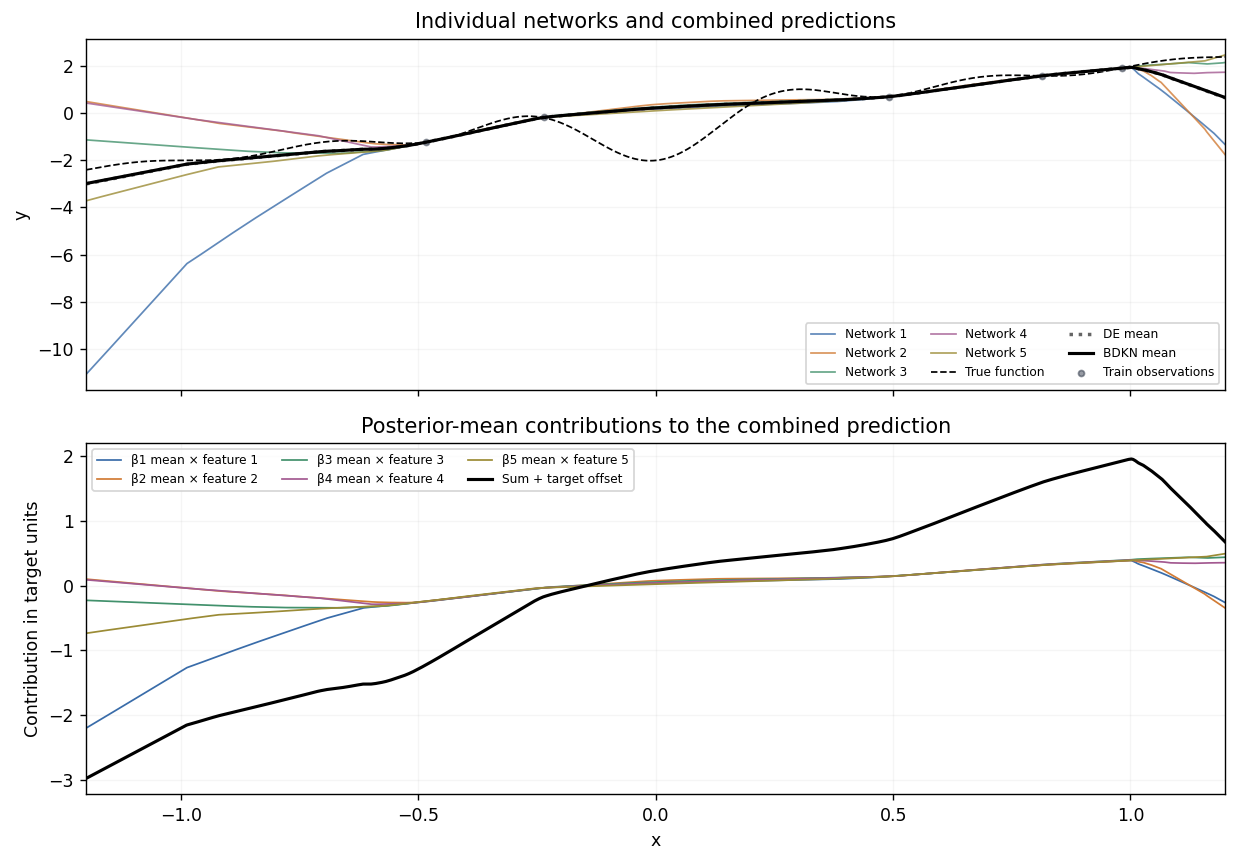 Individual networks and combined predictions
2
0
−2
−4
−6
−8
−10
y
Network 1
Network 2
Network 3
Network 4
Network 5
True function
DE mean
BDKN mean
Train observations
Posterior-mean contributions to the combined prediction
β1 mean × feature 1
β2 mean × feature 2
β3 mean × feature 3
β4 mean × feature 4
β5 mean × feature 5
Sum + target offset
2
1
0
−1
−2
−3
Contribution in target units
−1.0
−0.5
0.0
0.5
1.0
x